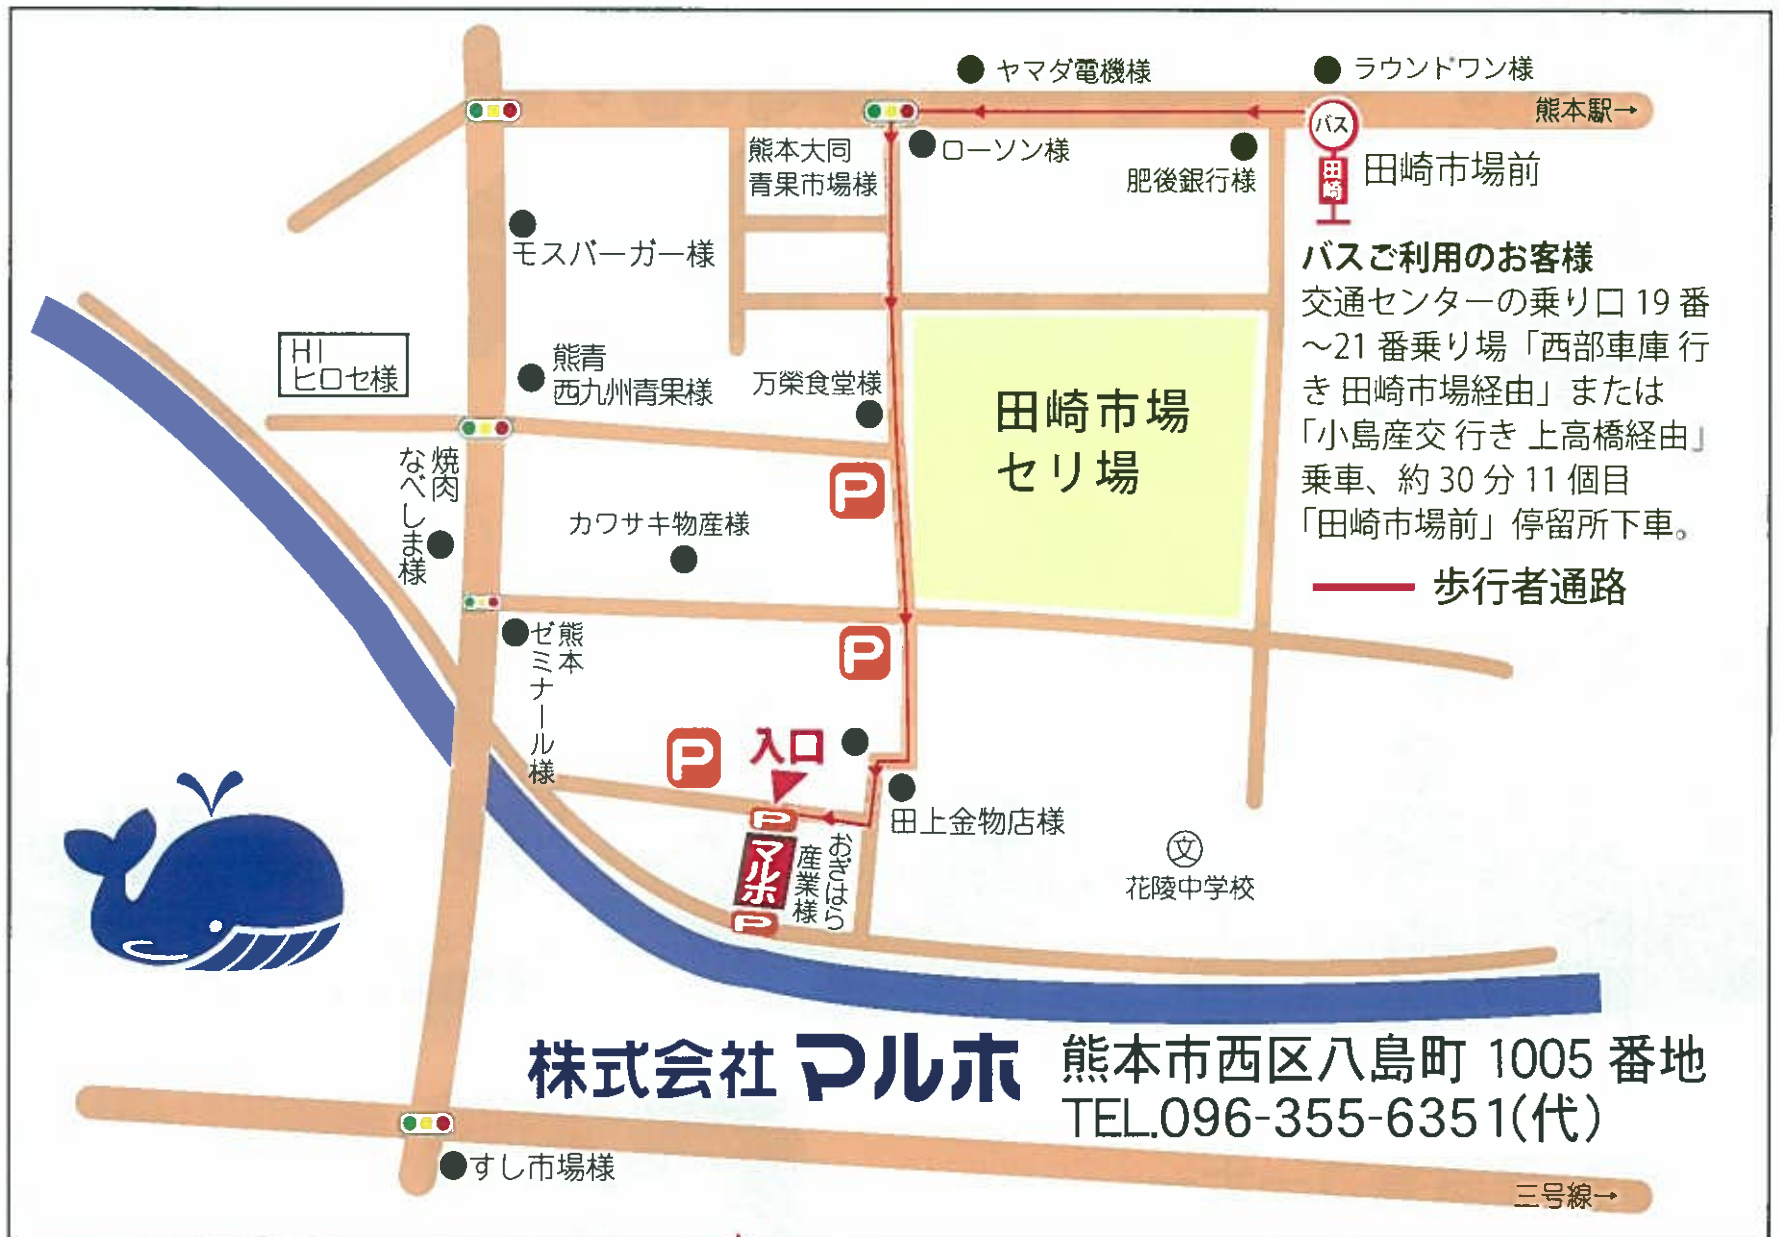 ヤマダ電機様
ラウンドワン様
熊本駅→
バス
田崎
田崎市場前
熊本大同
青果市場様
ローソン様
肥後銀行様
モスバーガー様
バスご利用のお客様
交通センターの乗り口 19 番
～21 番乗り場「西部車庫 行
き 田崎市場経由」または
「小島産交 行き 上高橋経由」
乗車、約 30 分 11 個目
「田崎市場前」停留所下車。
歩行者通路
HI
ヒロセ様
熊青
西九州青果様
万榮食堂様
田崎市場
セリ場
焼肉
なべしま様
P
カワサキ物産様
熊本
ゼミナール様
P
P
入口
田上金物店様
P
マルホ
P
おぎはら
産業様
文
花陵中学校
株式会社 マルホ
熊本市西区八島町 1005 番地
TEL.096-355-6351(代)
すし市場様
三号線→